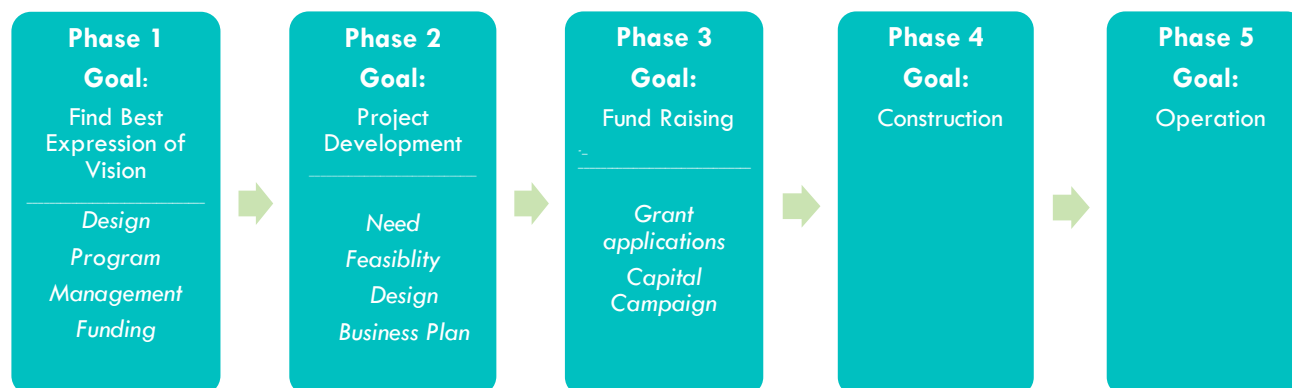 Phase 1
Goal:
Find Best
Expression of
Vision
Design
Program
Management
Funding
Phase 2
Goal:
Project
Development
Need
Feasiblity
Design
Business Plan
Phase 3
Goal:
Fund Raising
Grant
applications
Capital
Campaign
Phase 4
Goal:
Construction
Phase 5
Goal:
Operation